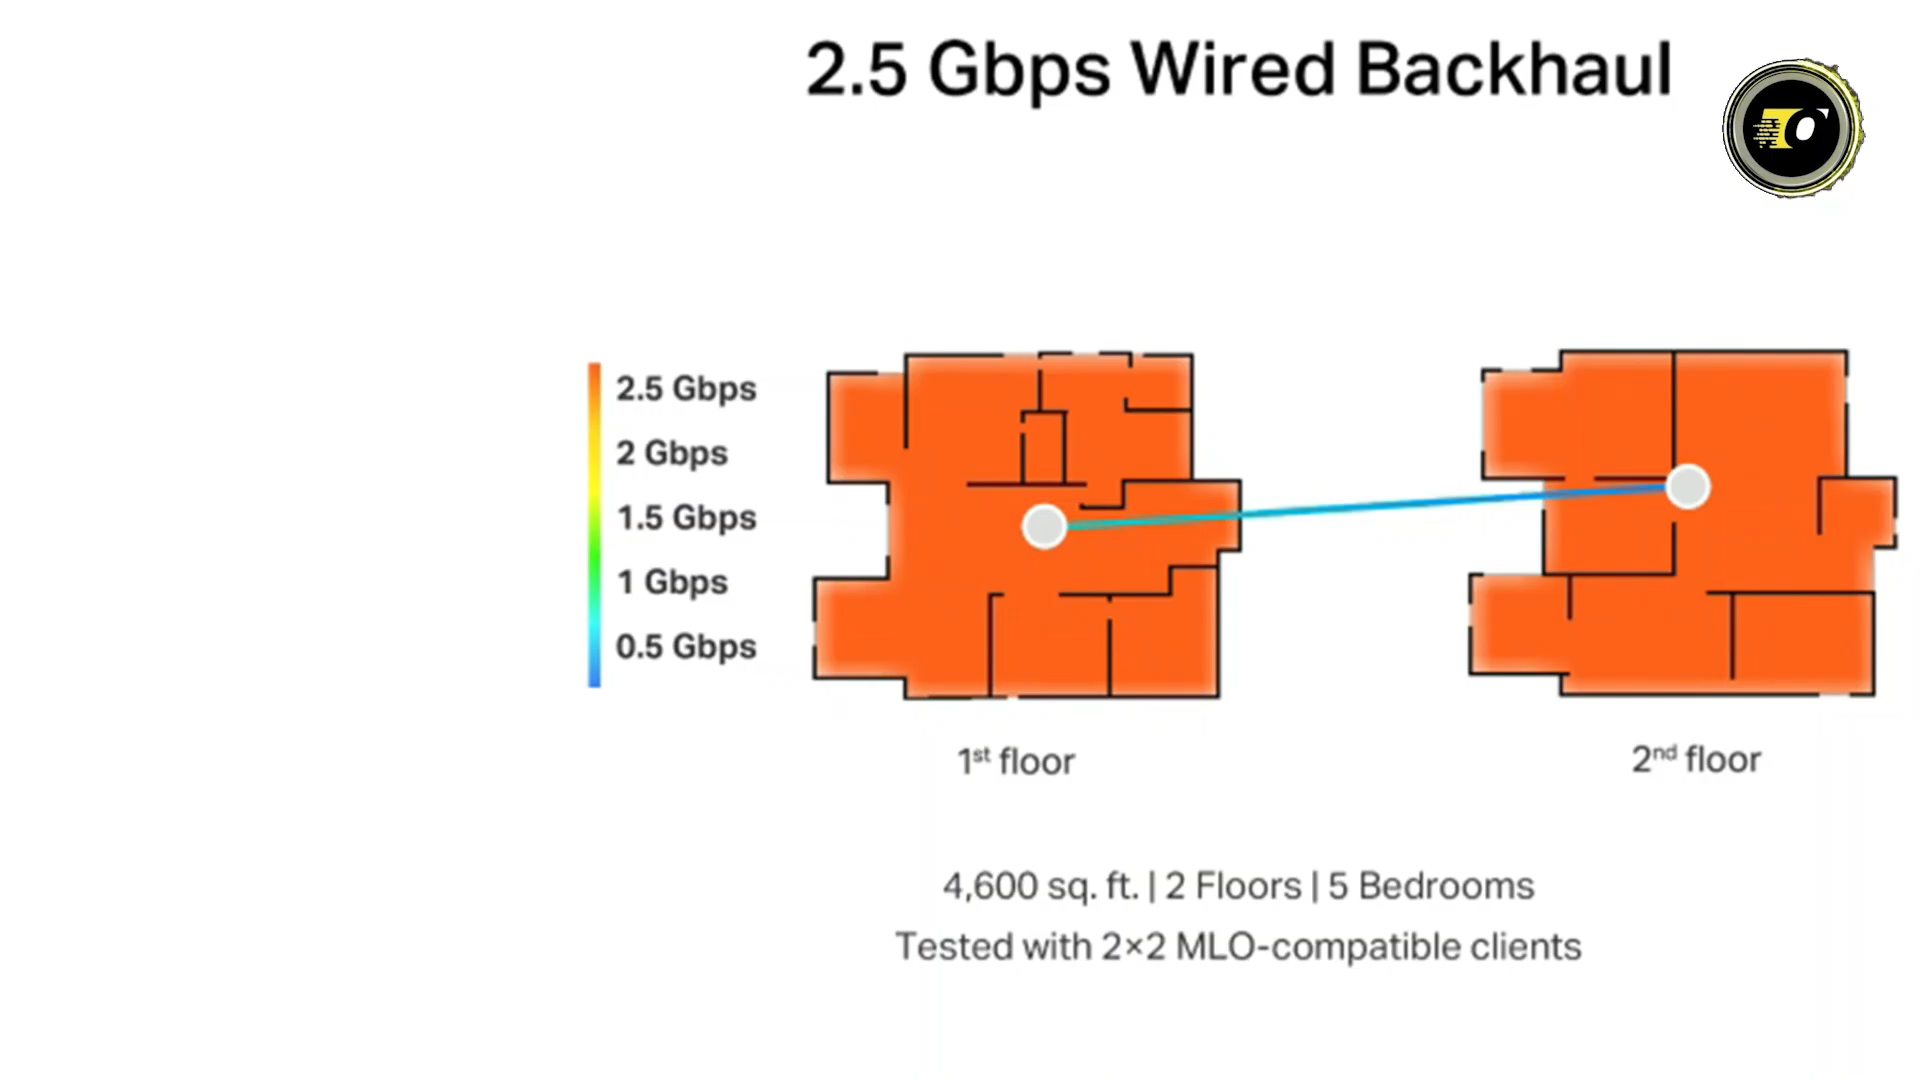 2.5 Gbps Wired Backhaul
TC
2.5 Gbps
2 Gbps
1.5 Gbps
1 Gbps
0.5 Gbps
1st floor
2nd floor
4,600 sq. ft. | 2 Floors | 5 Bedrooms
Tested with 2×2 MLO-compatible clients